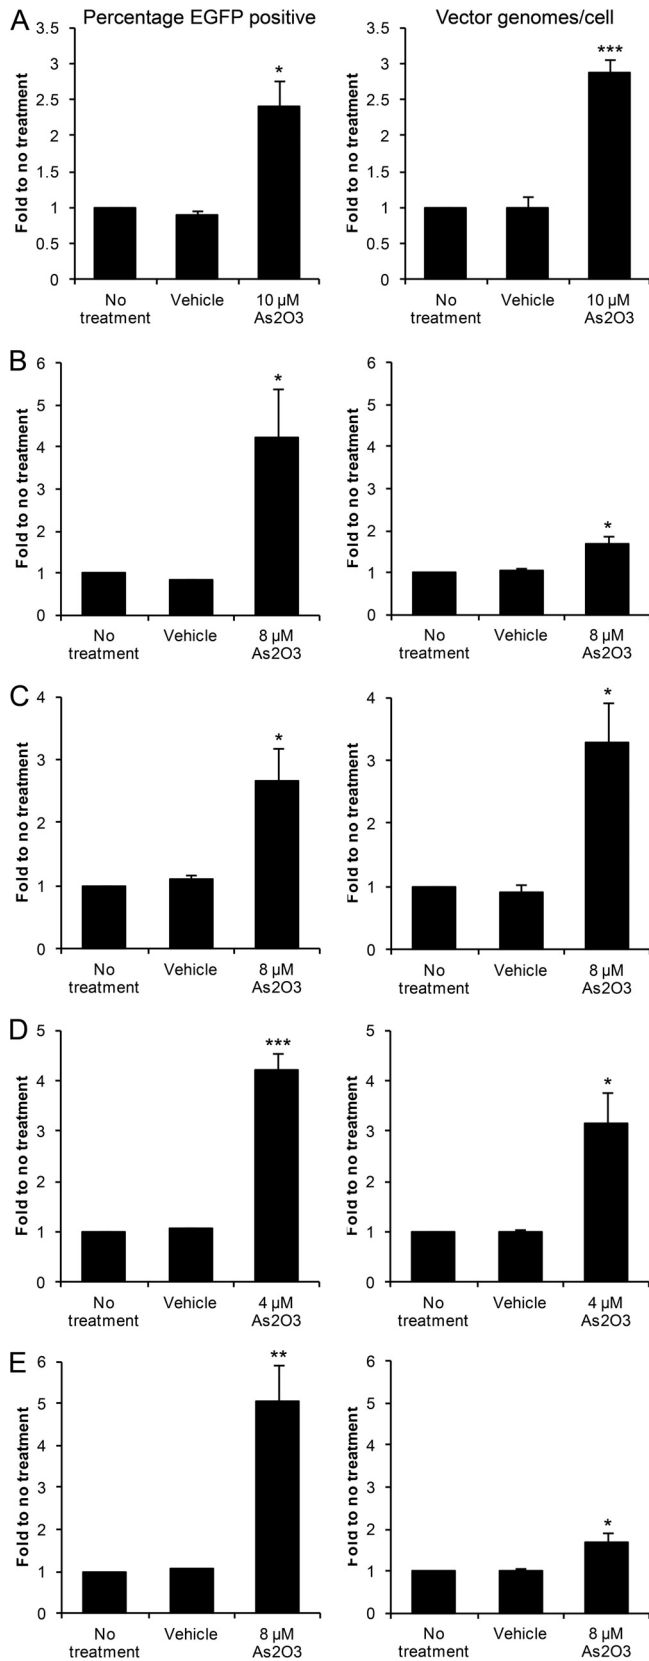 A
Percentage EGFP positive
Vector genomes/cell
Fold to no treatment
3.5
3
2.5
2
1.5
1
0.5
0
*
No
treatment
Vehicle
10 µM
As2O3
Fold to no treatment
3.5
3
2.5
2
1.5
1
0.5
0
***
No
treatment
Vehicle
10 µM
As2O3
B
Fold to no treatment
6
5
4
3
2
1
0
*
No
treatment
Vehicle
8 µM
As2O3
Fold to no treatment
6
5
4
3
2
1
0
*
No
treatment
Vehicle
8 µM
As2O3
C
Fold to no treatment
4
3
2
1
0
*
No
treatment
Vehicle
8 µM
As2O3
Fold to no treatment
4
3
2
1
0
*
No
treatment
Vehicle
8 µM
As2O3
D
Fold to no treatment
5
4
3
2
1
0
***
No
treatment
Vehicle
4 µM
As2O3
Fold to no treatment
5
4
3
2
1
0
*
No
treatment
Vehicle
4 µM
As2O3
E
Fold to no treatment
6
5
4
3
2
1
0
**
No
treatment
Vehicle
8 µM
As2O3
Fold to no treatment
6
5
4
3
2
1
0
*
No
treatment
Vehicle
8 µM
As2O3